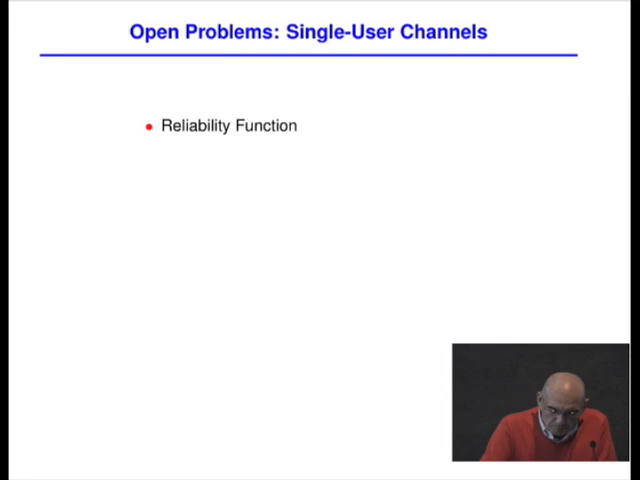 Open Problems: Single-User Channels
• Reliability Function